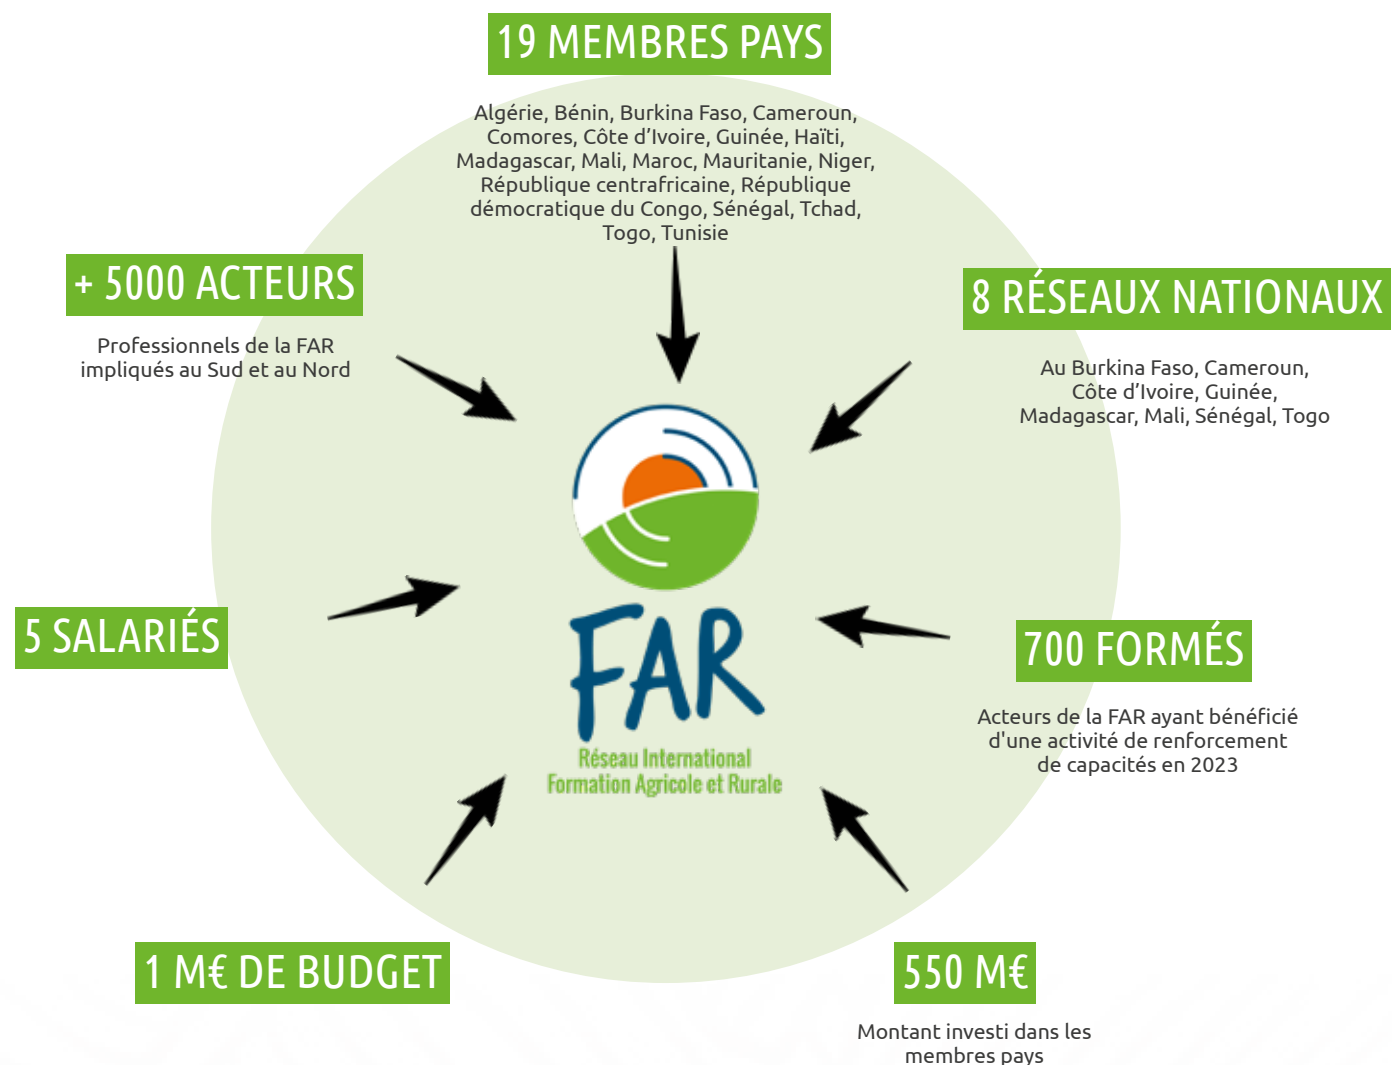 19 MEMBRES PAYS
Algérie, Bénin, Burkina Faso, Cameroun,
Comores, Côte d’Ivoire, Guinée, Haïti,
Madagascar, Mali, Maroc, Mauritanie, Niger,
République centrafricaine, République
démocratique du Congo, Sénégal, Tchad,
Togo, Tunisie
+ 5000 ACTEURS
Professionnels de la FAR
impliqués au Sud et au Nord
8 RÉSEAUX NATIONAUX
Au Burkina Faso, Cameroun,
Côte d’Ivoire, Guinée,
Madagascar, Mali, Sénégal, Togo
FAR
Réseau International
Formation Agricole et Rurale
5 SALARIÉS
700 FORMÉS
Acteurs de la FAR ayant bénéficié
d'une activité de renforcement
de capacités en 2023
1 M€ DE BUDGET
550 M€
Montant investi dans les
membres pays